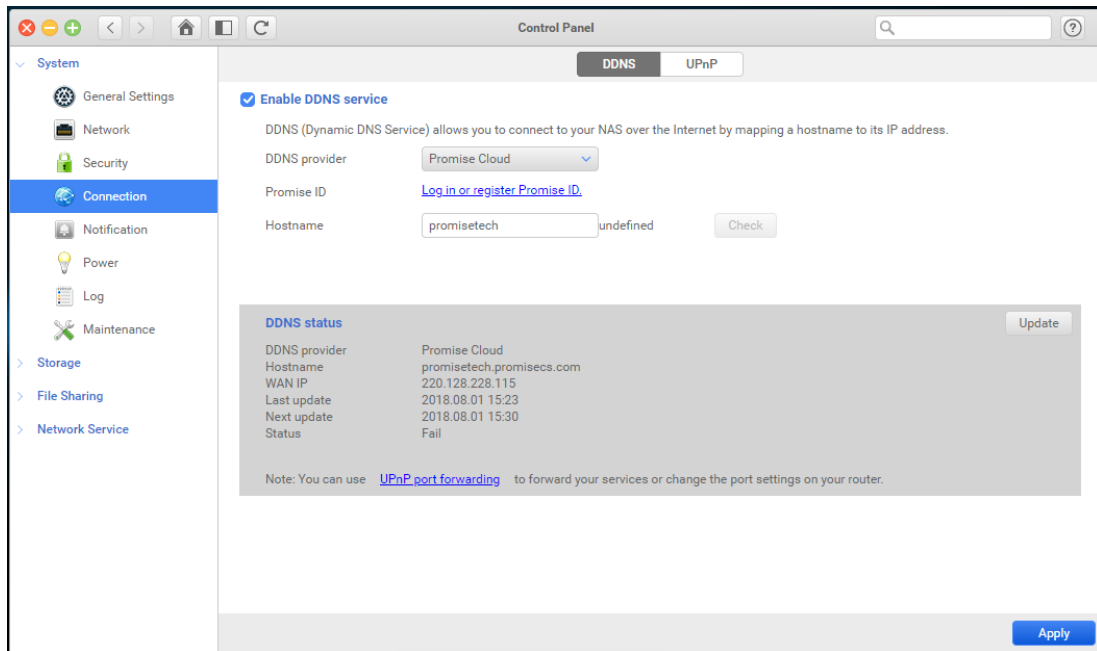 Control Panel
System
General Settings
Network
Security
Connection
Notification
Power
Log
Maintenance
Storage
File Sharing
Network Service
DDNS UPnP
Enable DDNS service
DDNS (Dynamic DNS Service) allows you to connect to your NAS over the Internet by mapping a hostname to its IP address.
DDNS provider Promise Cloud
Promise ID Log in or register Promise ID.
Hostname promisetech undefined Check
DDNS status Update
DDNS provider Promise Cloud
Hostname promisetech.promisecs.com
WAN IP 220.128.228.115
Last update 2018.08.01 15:23
Next update 2018.08.01 15:30
Status Fail
Note: You can use UPnP port forwarding to forward your services or change the port settings on your router.
Apply